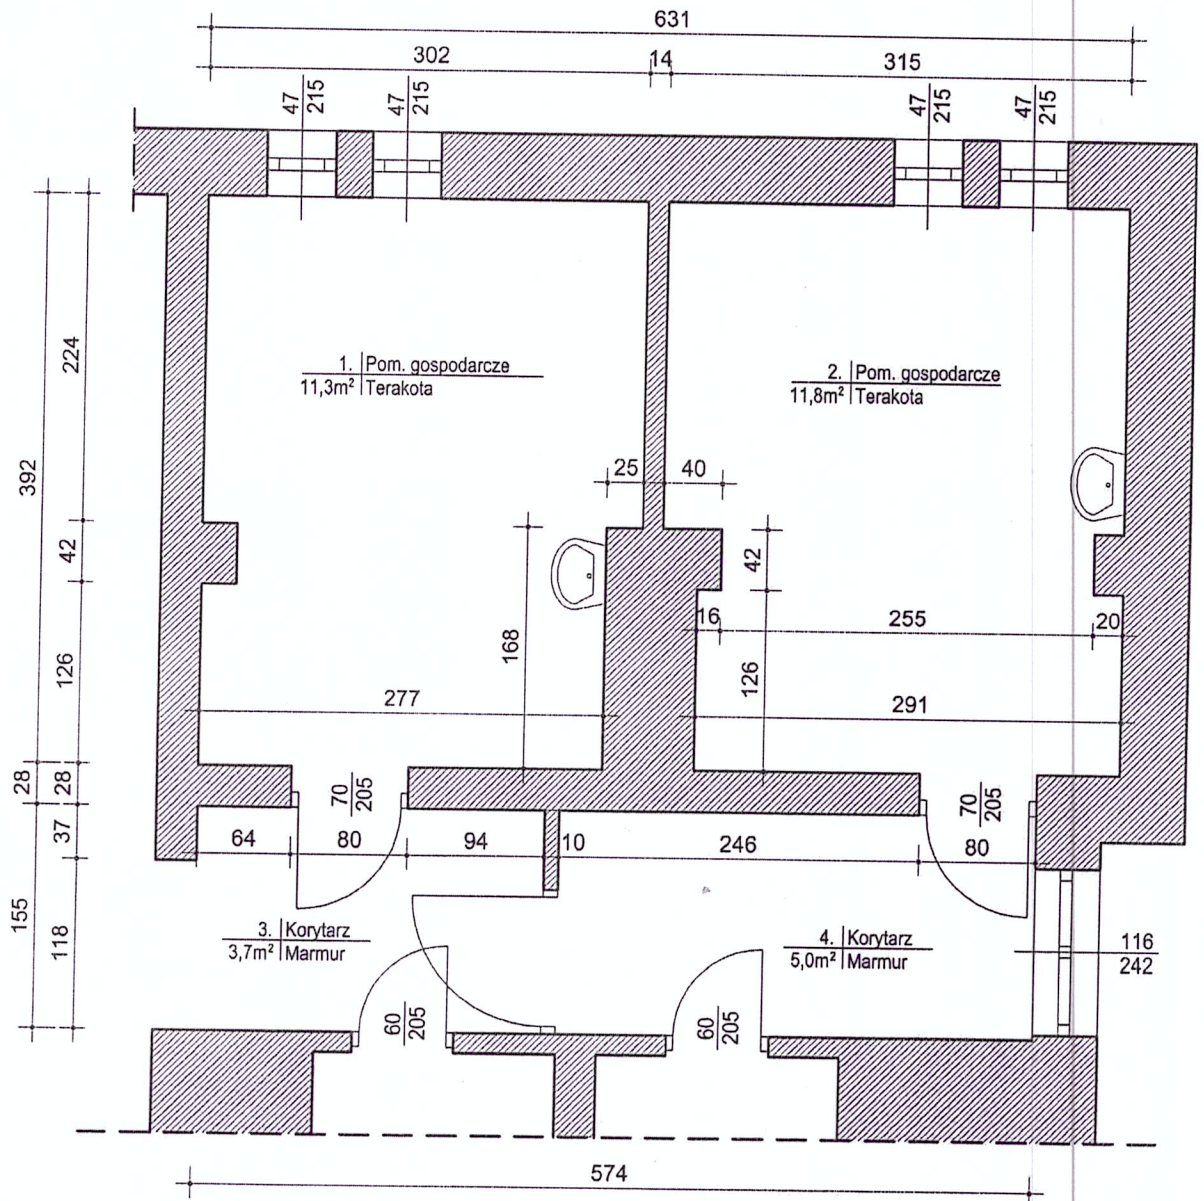 631
302 14 315
47 47 47 47
215 215 215 215
224
392
1. Pom. gospodarcze
11,3m² Terakota
2. Pom. gospodarcze
11,8m² Terakota
25 40
42 42
16 255 20
168
126 126
277 291
28 28
70 70
205 205
37
64 80 94 10 246 80
155
118
3. Korytarz
3,7m² Marmur
4. Korytarz
5,0m² Marmur
116
242
60 60
205 205
574